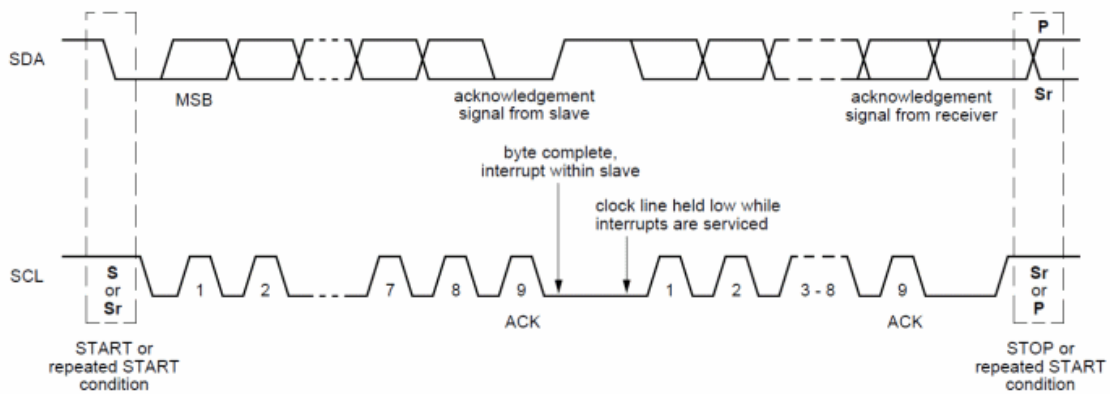 P
SDA
MSB
acknowledgement
signal from slave
acknowledgement
signal from receiver
Sr
byte complete,
interrupt within slave
clock line held low while
interrupts are serviced
SCL
S
or
Sr
1
2
7
8
9
1
2
3 - 8
9
Sr
or
P
ACK
ACK
START or
repeated START
condition
STOP or
repeated START
condition